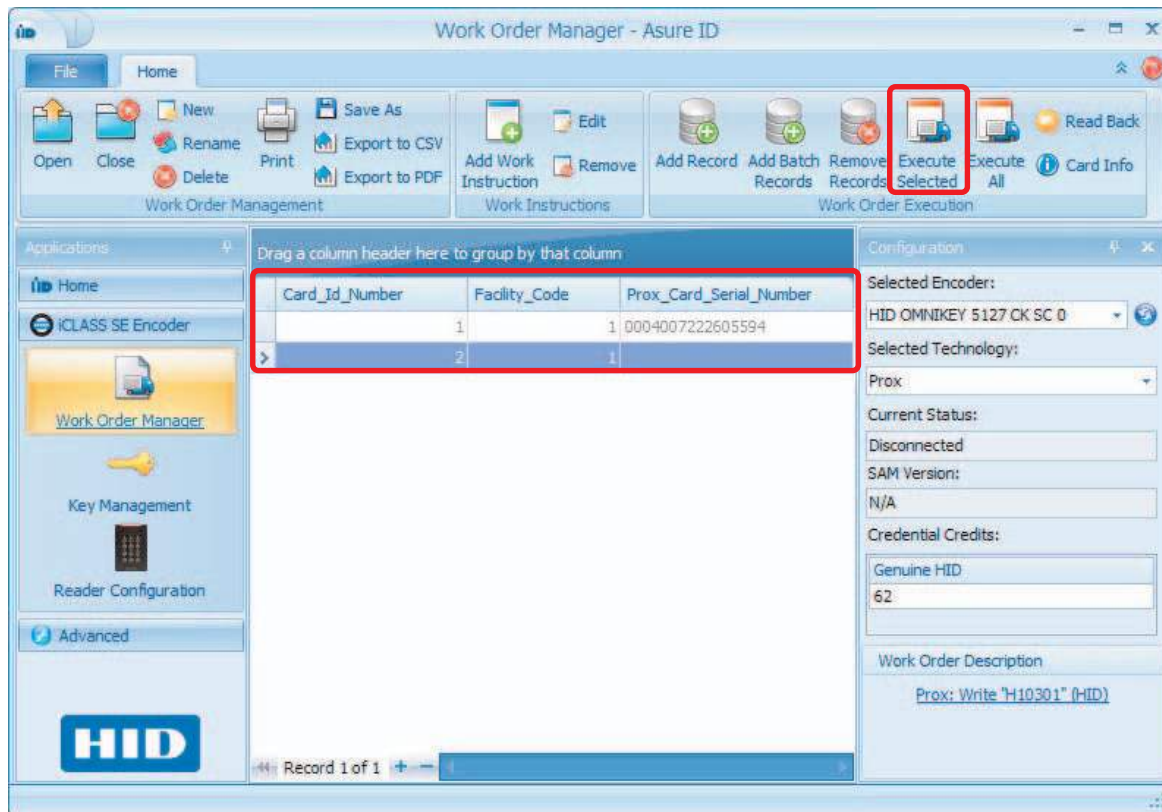 Work Order Manager - Asure ID
File Home
New
Rename
Delete
Open Close
Print
Save As
Export to CSV
Export to PDF
Work Order Management
Add Work Instruction
Edit
Remove
Work Instructions
Add Record
Add Batch Records
Remove Records
Execute Selected
Execute All
Read Back
Card Info
Work Order Execution
Applications
Home
iCLASS SE Encoder
Work Order Manager
Key Management
Reader Configuration
Advanced
HID
Drag a column header here to group by that column
Card_Id_Number Facility_Code Prox_Card_Serial_Number
1 1 0004007222605594
2 1
Record 1 of 1
Configuration
Selected Encoder:
HID OMNIKEY 5127 CK SC 0
Selected Technology:
Prox
Current Status:
Disconnected
SAM Version:
N/A
Credential Credits:
Genuine HID
62
Work Order Description
Prox: Write "H10301" (HID)